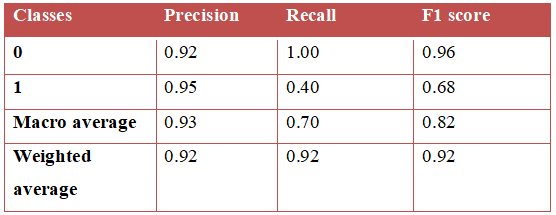 Classes Precision Recall F1 score
0 0.92 1.00 0.96
1 0.95 0.40 0.68
Macro average 0.93 0.70 0.82
Weighted 0.92 0.92 0.92
average